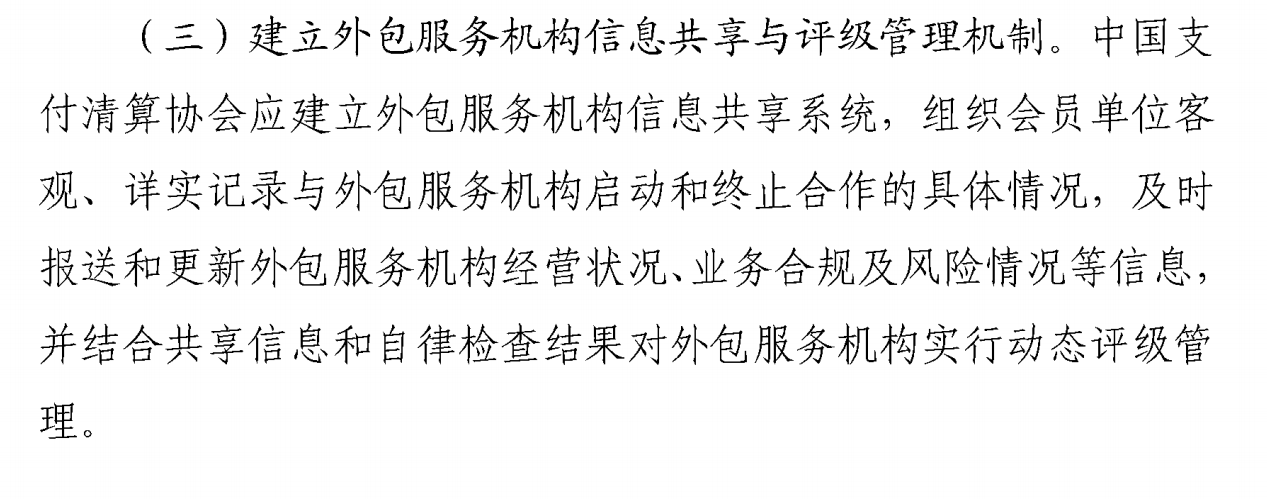 （三）建立外包服务机构信息共享与评级管理机制。中国支
付清算协会应建立外包服务机构信息共享系统，组织会员单位客
观、详实记录与外包服务机构启动和终止合作的具体情况，及时
报送和更新外包服务机构经营状况、业务合规及风险情况等信息，
并结合共享信息和自律检查结果对外包服务机构实行动态评级管
理。